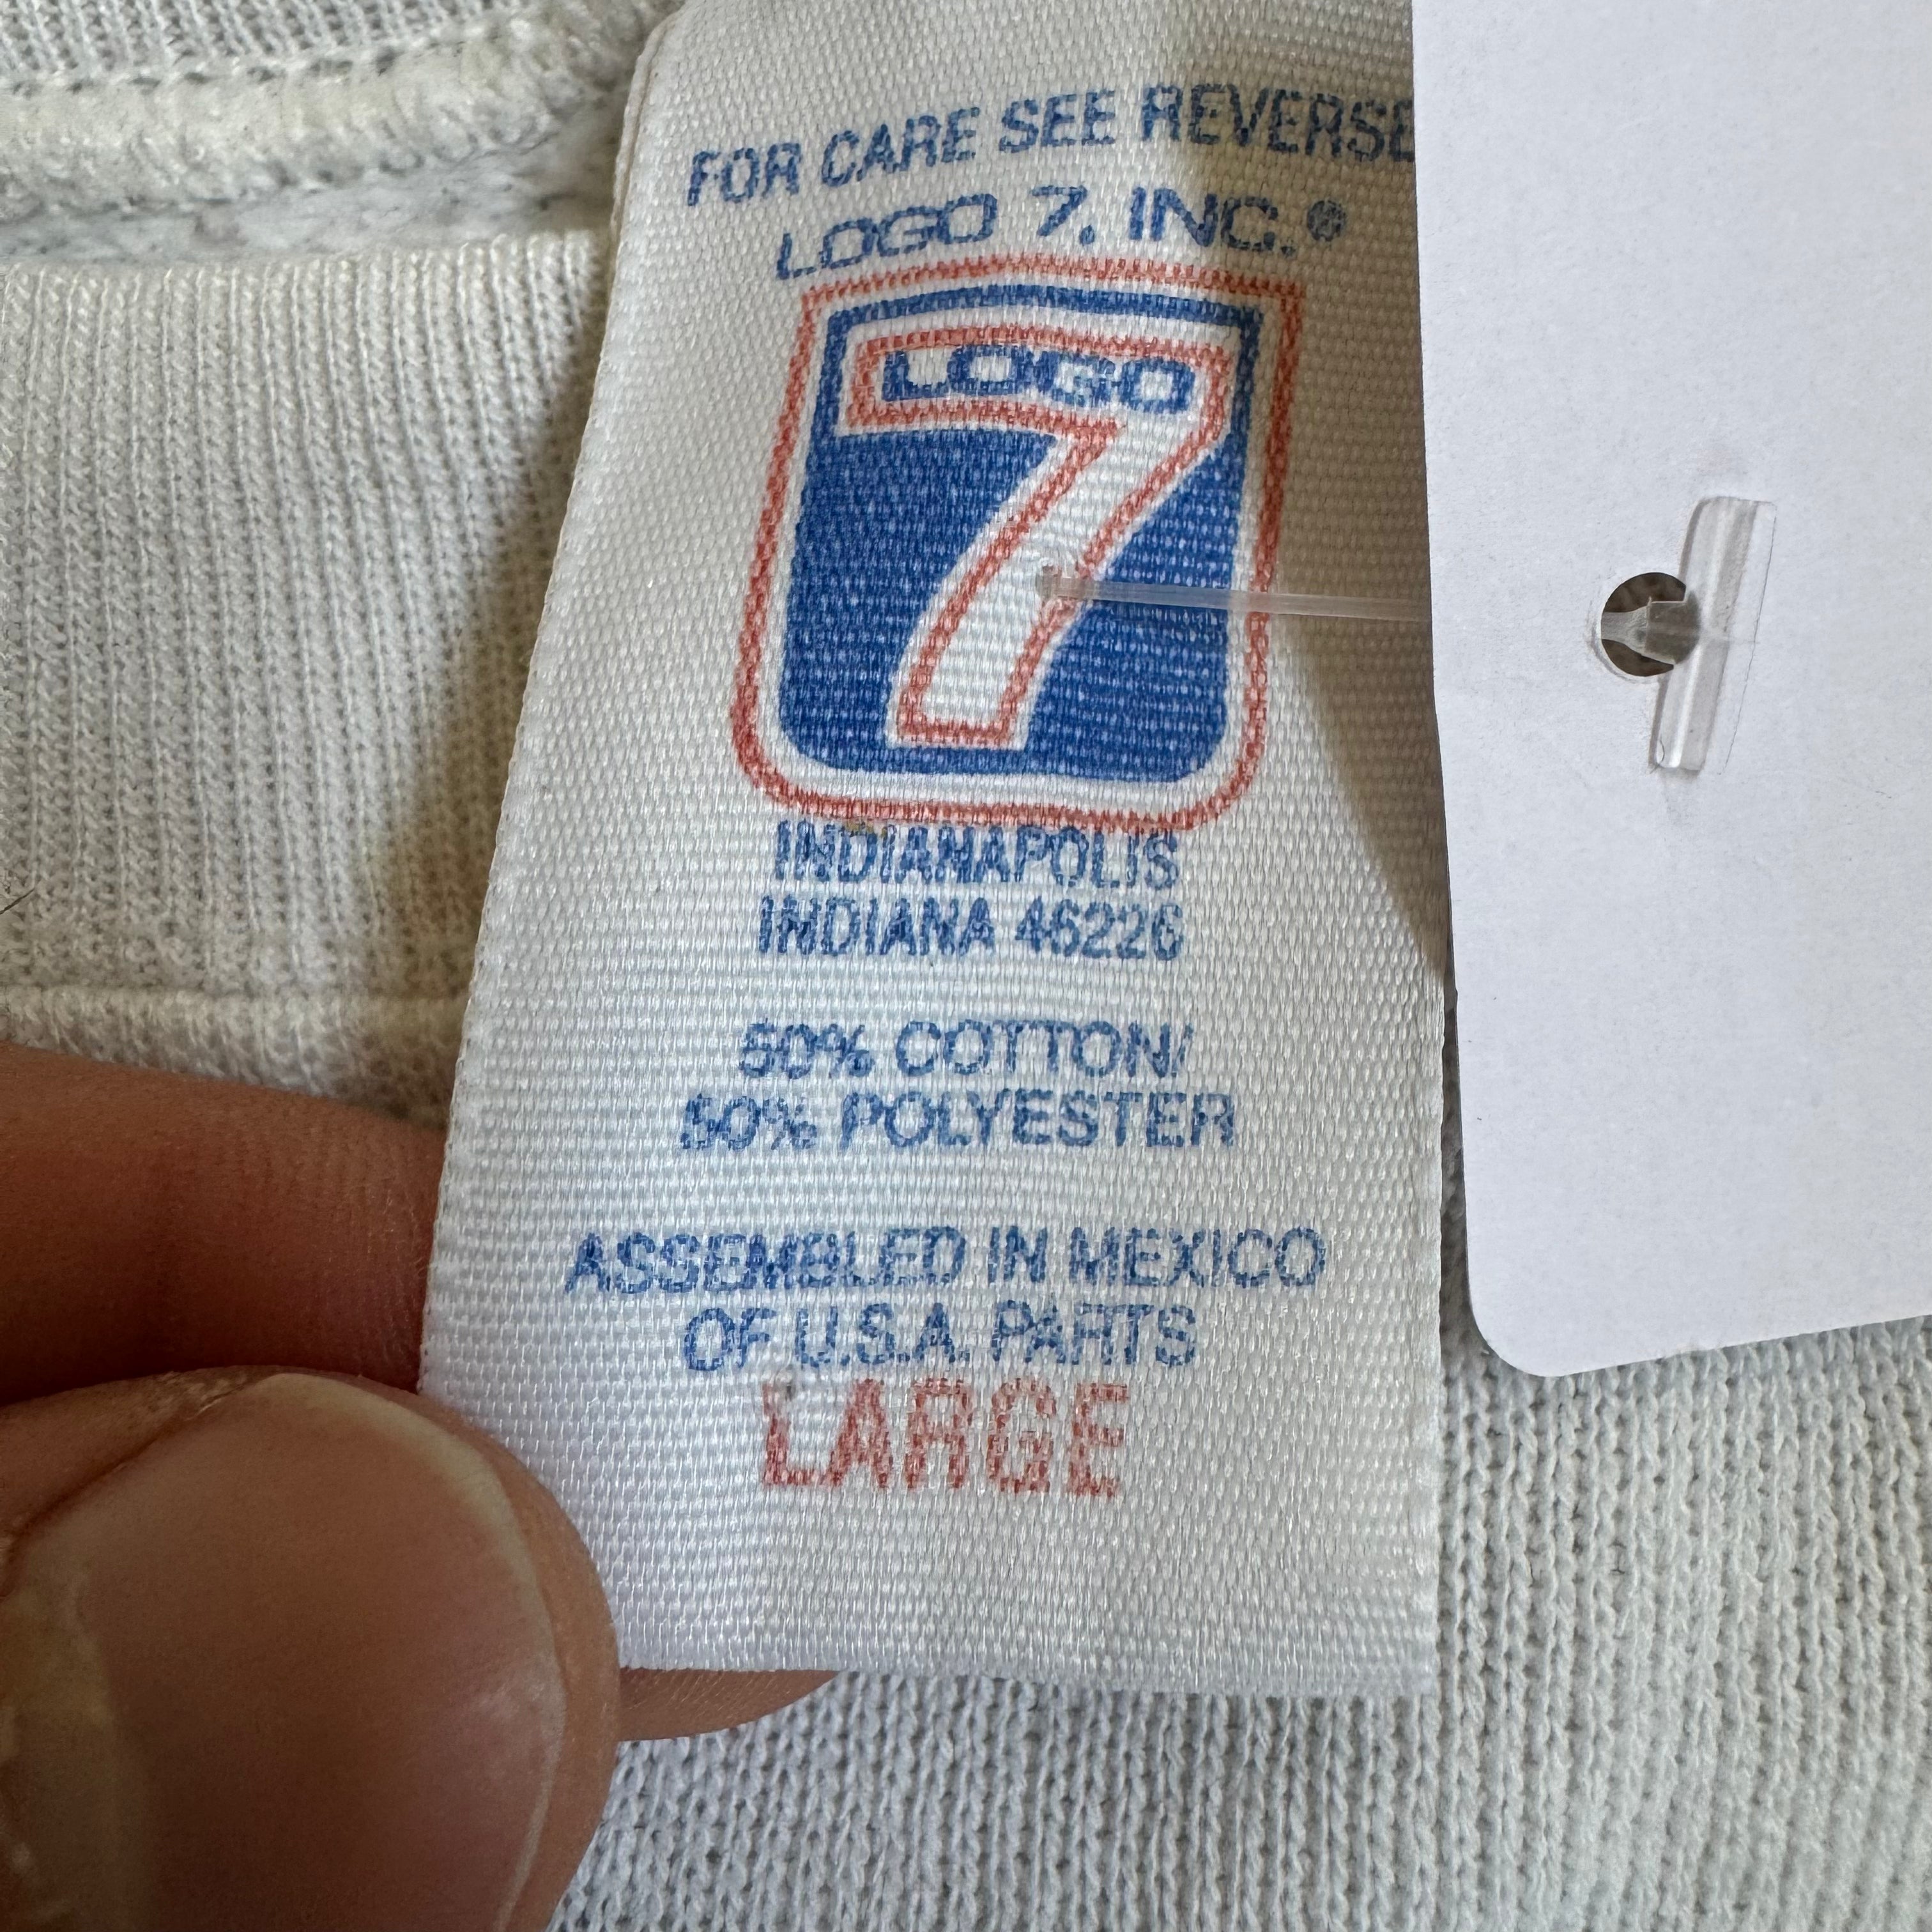 FOR CARE SEE REVERSE
LOGO 7, INC.®
LOGO
7
INDIANAPOLIS
INDIANA 46226
50% COTTON/
50% POLYESTER
ASSEMBLED IN MEXICO
OF U.S.A. PARTS
LARGE